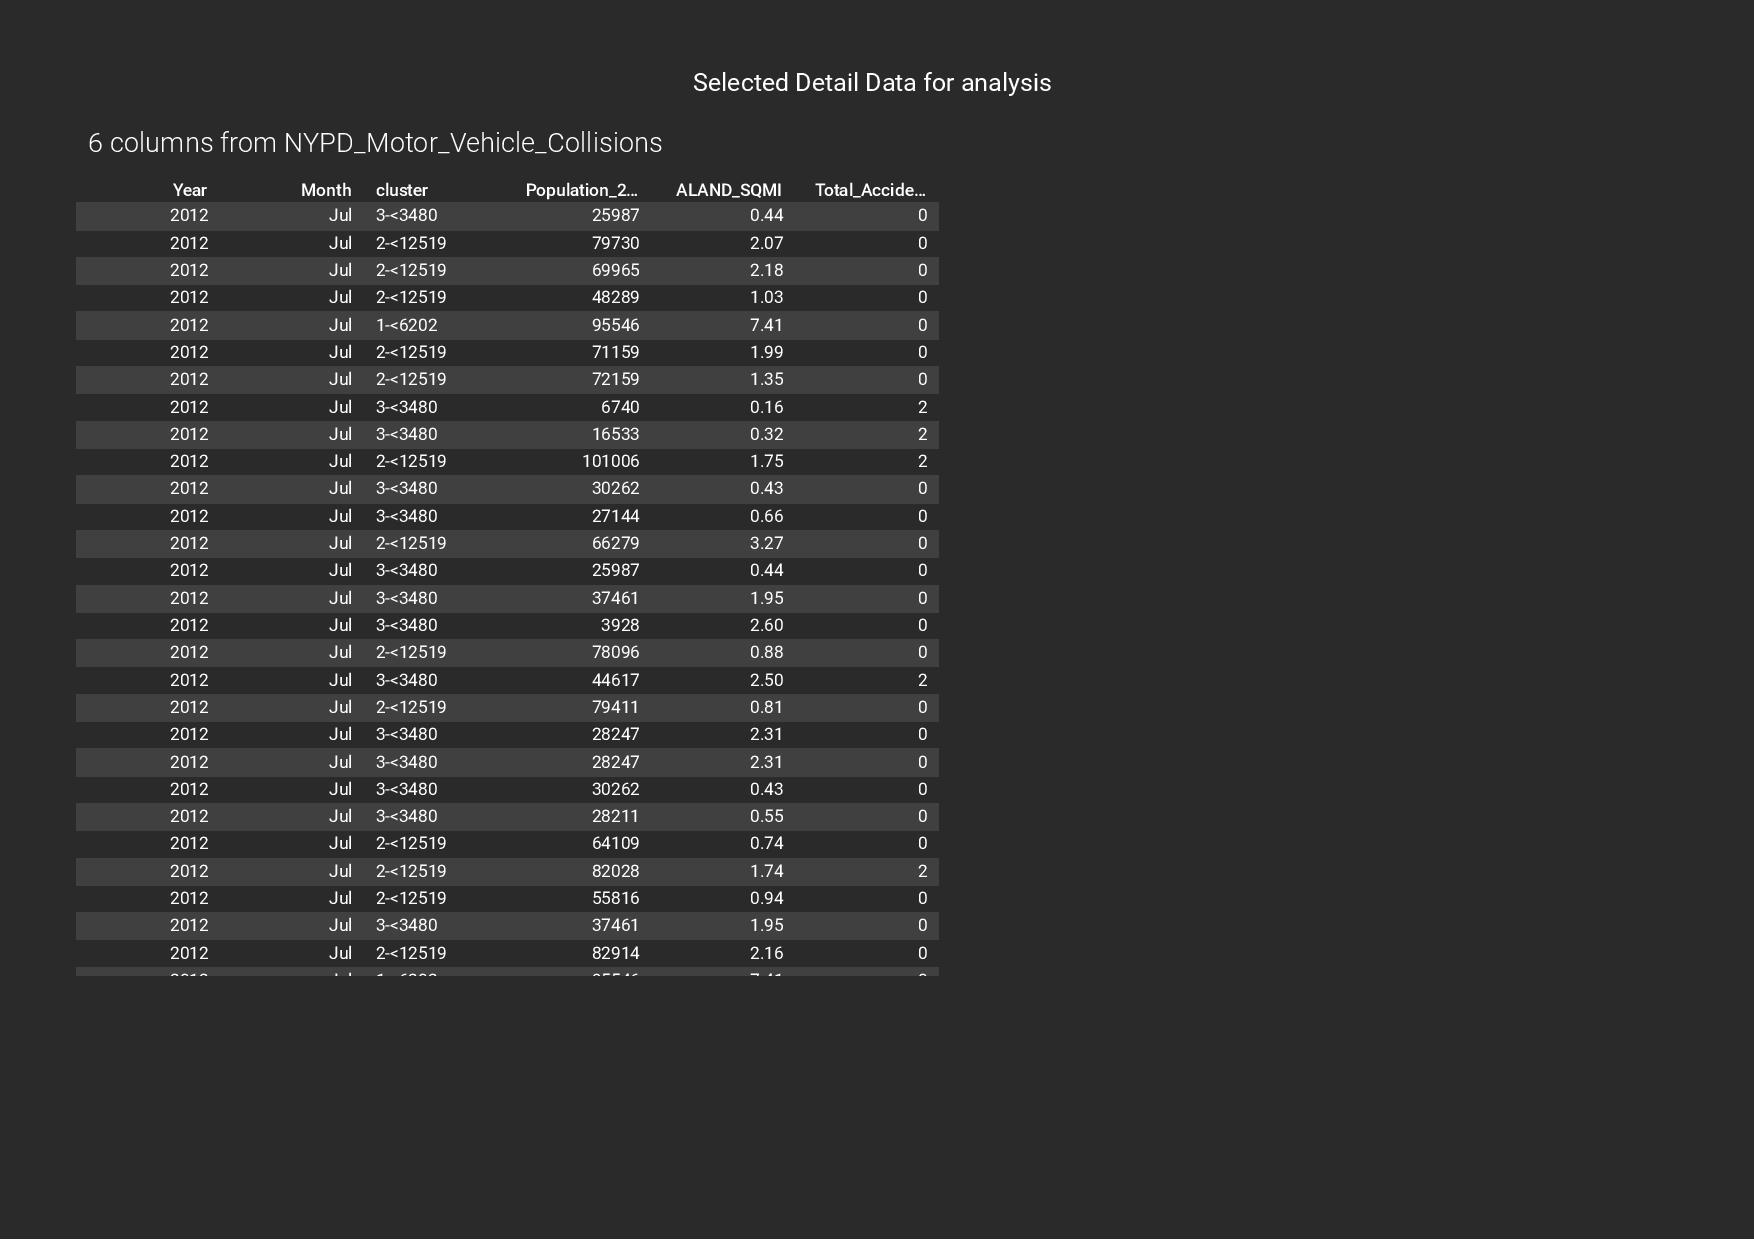 Selected Detail Data for analysis
6 columns from NYPD_Motor_Vehicle_Collisions
Year Month cluster Population_2... ALAND_SQMI Total_Accide...
2012 Jul 3-<3480 25987 0.44 0
2012 Jul 2-<12519 79730 2.07 0
2012 Jul 2-<12519 69965 2.18 0
2012 Jul 2-<12519 48289 1.03 0
2012 Jul 1-<6202 95546 7.41 0
2012 Jul 2-<12519 71159 1.99 0
2012 Jul 2-<12519 72159 1.35 0
2012 Jul 3-<3480 6740 0.16 2
2012 Jul 3-<3480 16533 0.32 2
2012 Jul 2-<12519 101006 1.75 2
2012 Jul 3-<3480 30262 0.43 0
2012 Jul 3-<3480 27144 0.66 0
2012 Jul 2-<12519 66279 3.27 0
2012 Jul 3-<3480 25987 0.44 0
2012 Jul 3-<3480 37461 1.95 0
2012 Jul 3-<3480 3928 2.60 0
2012 Jul 2-<12519 78096 0.88 0
2012 Jul 3-<3480 44617 2.50 2
2012 Jul 2-<12519 79411 0.81 0
2012 Jul 3-<3480 28247 2.31 0
2012 Jul 3-<3480 28247 2.31 0
2012 Jul 3-<3480 30262 0.43 0
2012 Jul 3-<3480 28211 0.55 0
2012 Jul 2-<12519 64109 0.74 0
2012 Jul 2-<12519 82028 1.74 2
2012 Jul 2-<12519 55816 0.94 0
2012 Jul 3-<3480 37461 1.95 0
2012 Jul 2-<12519 82914 2.16 0